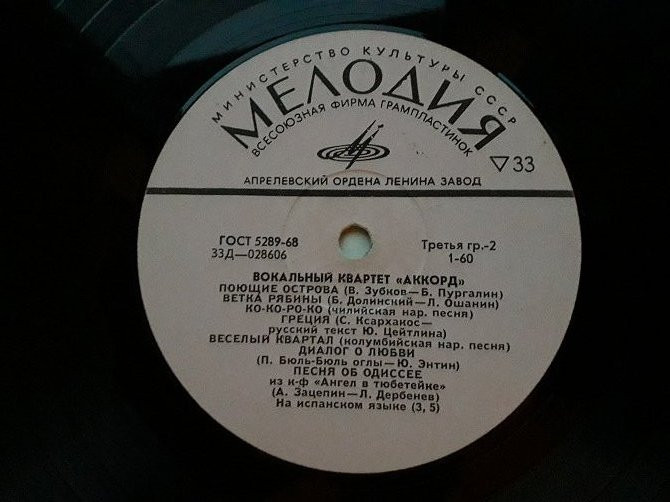 МИНИСТЕРСТВО КУЛЬТУРЫ СССР
МЕЛОДИЯ
ВСЕСОЮЗНАЯ ФИРМА ГРАМПЛАСТИНОК
▽33
АПРЕЛЕВСКИЙ ОРДЕНА ЛЕНИНА ЗАВОД
ГОСТ 5289-68 Третья гр.-2
33Д—028606 1-60
ВОКАЛЬНЫЙ КВАРТЕТ «АККОРД»
ПОЮЩИЕ ОСТРОВА (В. Зубков—Б. Пургалин)
ВЕТКА РЯБИНЫ (Б. Долинский—Л. Ошанин)
КО-КО-РО-КО (чилийская нар. песня)
ГРЕЦИЯ (С. Ксархакос—
русский текст Ю. Цейтлина)
ВЕСЕЛЫЙ КВАРТАЛ (колумбийская нар. песня)
ДИАЛОГ О ЛЮБВИ
(П. Бюль-Бюль оглы—Ю. Энтин)
ПЕСНЯ ОБ ОДИССЕЕ
из к-ф «Ангел в тюбетейке»
(А. Зацепин—Л. Дербенев)
На испанском языке (3, 5)